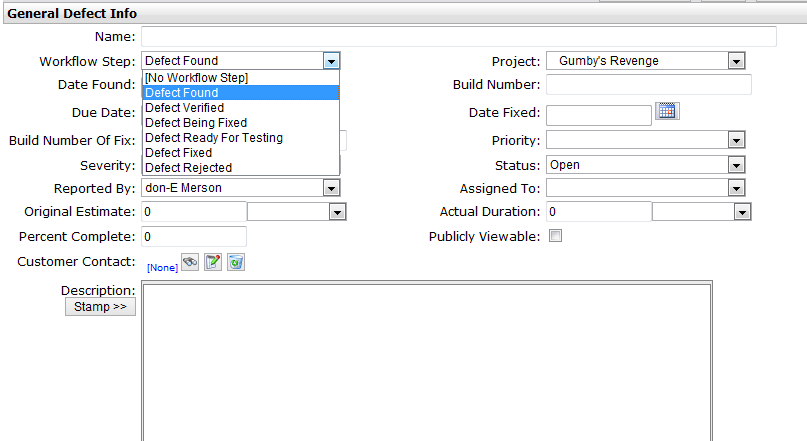 General Defect Info
Name:
Workflow Step: Defect Found Project: Gumby's Revenge
[No Workflow Step]
Date Found: Defect Found Build Number:
Defect Verified
Due Date: Defect Being Fixed Date Fixed:
Build Number Of Fix: Defect Ready For Testing Priority:
Defect Fixed
Severity: Defect Rejected Status: Open
Reported By: don-E Merson Assigned To:
Original Estimate: 0 Actual Duration: 0
Percent Complete: 0 Publicly Viewable:
Customer Contact: [None]
Description:
Stamp >>